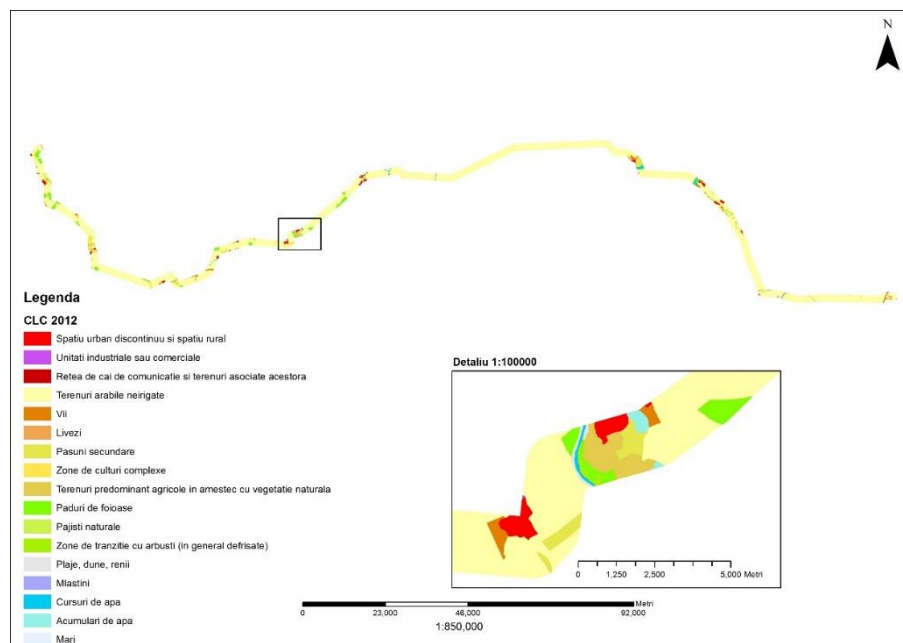 N
Legenda
CLC 2012
Spatiu urban discontinuu si spatiu rural
Unitati industriale sau comerciale
Retea de cai de comunicatie si terenuri asociate acestora
Terenuri arabile neirigate
Vii
Livezi
Pasuni secundare
Zone de culturi complexe
Terenuri predominant agricole in amestec cu vegetatie naturala
Paduri de foioase
Pajisti naturale
Zone de tranzitie cu arbusti (in general defrisate)
Plaje, dune, renii
Mlastini
Cursuri de apa
Acumulari de apa
Mari
Detaliu 1:100000
0 1,250 2,500 5,000 Metri
Metri
0 23,000 46,000 92,000
1:850,000